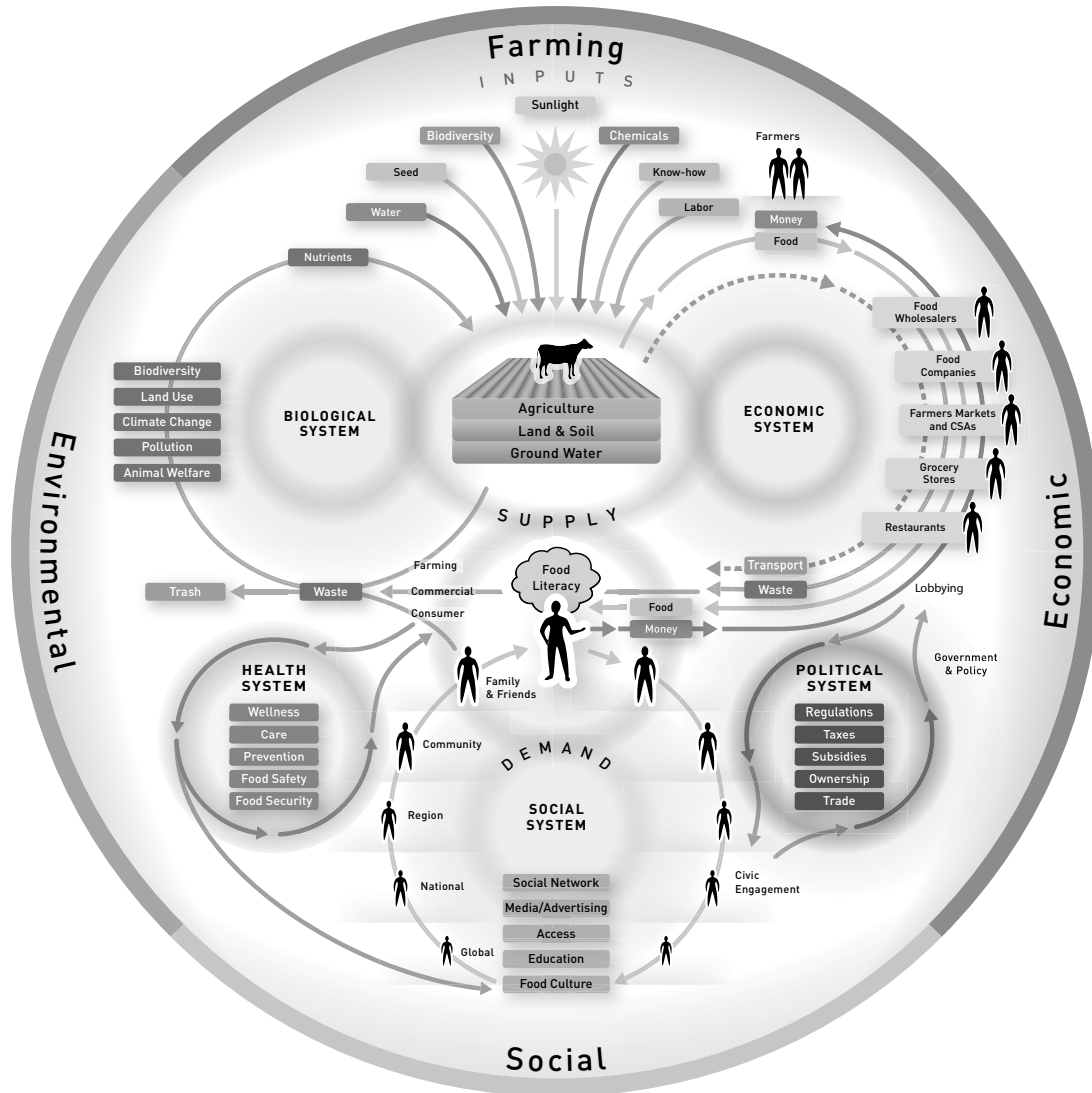 Farming
INPUTS
Sunlight
Biodiversity
Chemicals
Farmers
Seed
Know-how
Water
Labor
Money
Food
Nutrients
Food
Wholesalers
Food
Companies
Farmers Markets
and CSAs
Grocery
Stores
Restaurants
Biodiversity
Land Use
Climate Change
Pollution
Animal Welfare
BIOLOGICAL
SYSTEM
Agriculture
Land & Soil
Ground Water
ECONOMIC
SYSTEM
SUPPLY
Environmental
Economic
Farming
Commercial
Consumer
Trash
Waste
Food
Literacy
Transport
Waste
Food
Money
Lobbying
Government
& Policy
HEALTH
SYSTEM
Wellness
Care
Prevention
Food Safety
Food Security
Family
& Friends
Community
Region
National
Global
DEMAND
SOCIAL
SYSTEM
Social Network
Media/Advertising
Access
Education
Food Culture
POLITICAL
SYSTEM
Regulations
Taxes
Subsidies
Ownership
Trade
Civic
Engagement
Social